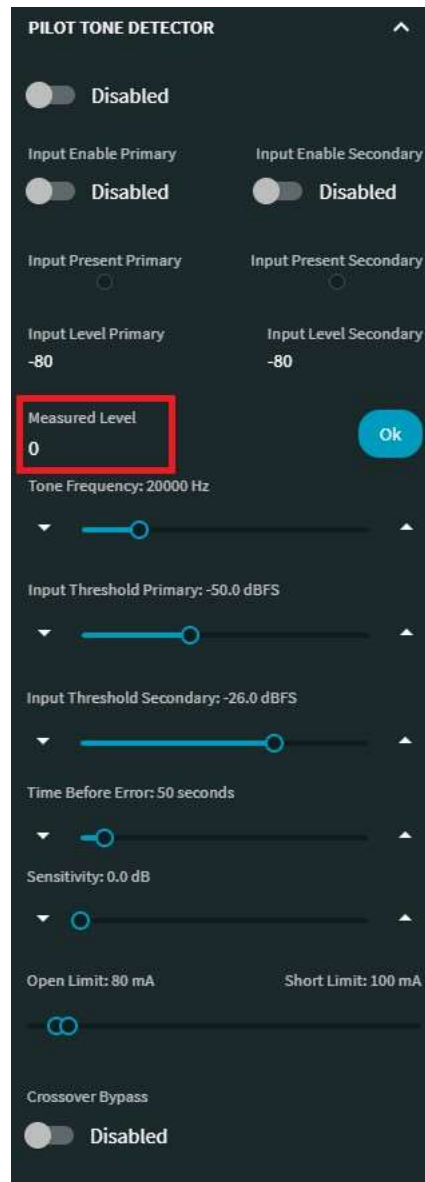 PILOT TONE DETECTOR
Disabled
Input Enable Primary Input Enable Secondary
Disabled Disabled
Input Present Primary Input Present Secondary
Input Level Primary Input Level Secondary
-80 -80
Measured Level
0 Ok
Tone Frequency: 20000 Hz
Input Threshold Primary: -50.0 dBFS
Input Threshold Secondary: -26.0 dBFS
Time Before Error: 50 seconds
Sensitivity: 0.0 dB
Open Limit: 80 mA Short Limit: 100 mA
Crossover Bypass
Disabled